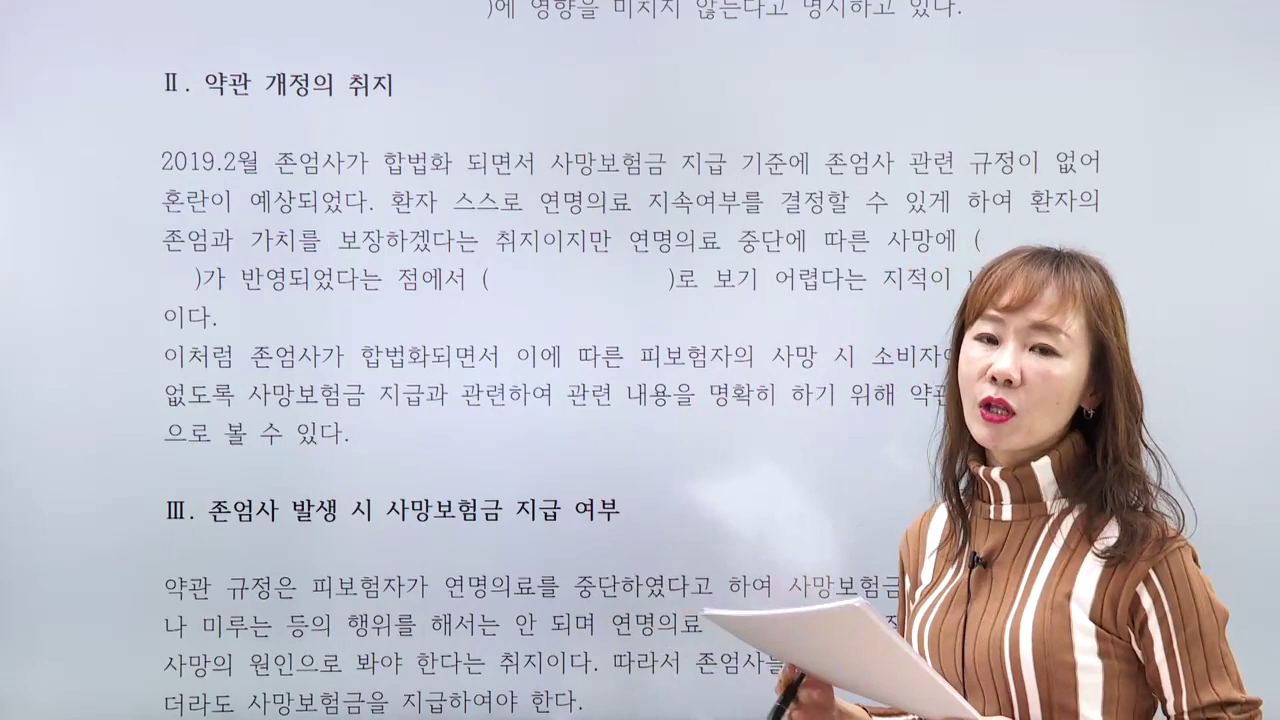 )에 영향을 미치지 않는다고 명시하고 있다.
Ⅱ. 약관 개정의 취지
2019.2월 존엄사가 합법화 되면서 사망보험금 지급 기준에 존엄사 관련 규정이 없어
혼란이 예상되었다. 환자 스스로 연명의료 지속여부를 결정할 수 있게 하여 환자의
존엄과 가치를 보장하겠다는 취지이지만 연명의료 중단에 따른 사망에 (
)가 반영되었다는 점에서 ( )로 보기 어렵다는 지적이
이다.
이처럼 존엄사가 합법화되면서 이에 따른 피보험자의 사망 시
없도록 사망보험금 지급과 관련하여 관련 내용을 명확히 하기 위해
으로 볼 수 있다.
Ⅲ. 존엄사 발생 시 사망보험금 지급 여부
약관 규정은 피보험자가 연명의료를 중단하였다고 하여
나 미루는 등의 행위를 해서는 안 되며 연명의료
사망의 원인으로 봐야 한다는 취지이다. 따라서
더라도 사망보험금을 지급하여야 한다.